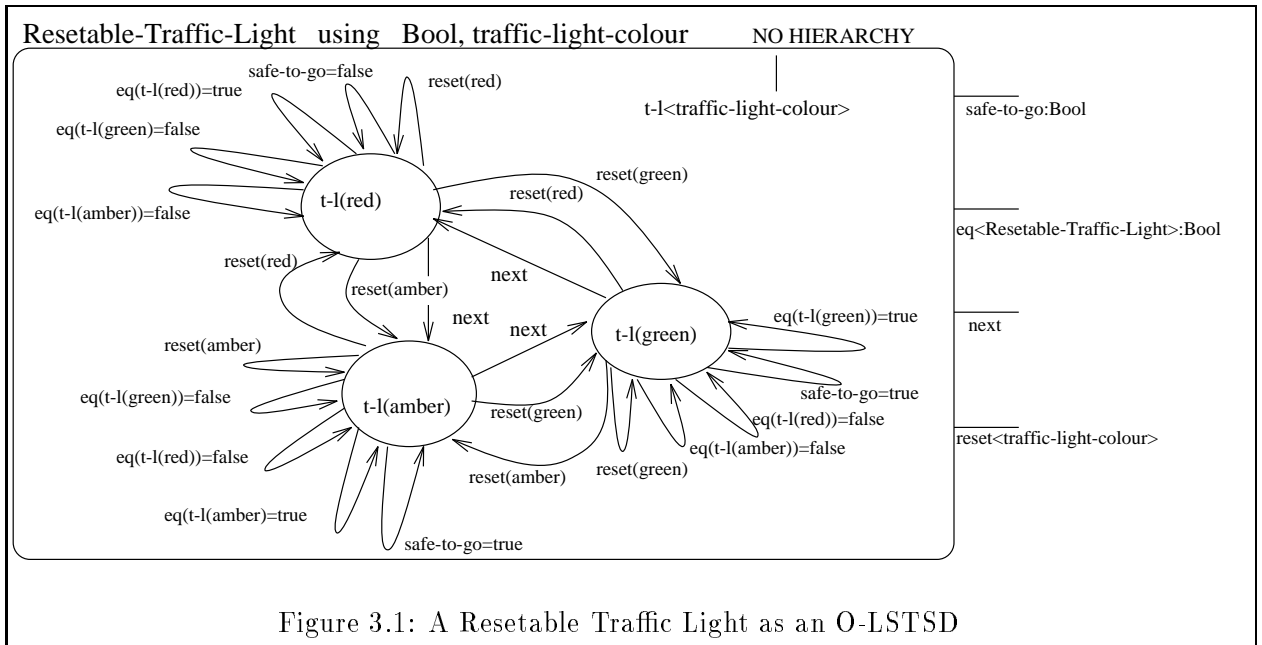 Resetable-Traffic-Light using Bool, traffic-light-colour
NO HIERARCHY
safe-to-go=false
reset(red)
eq(t-l(red))=true
t-l<traffic-light-colour>
safe-to-go:Bool
eq(t-l(green)=false
reset(green)
reset(red)
t-l(red)
eq(t-l(amber))=false
eq<Resetable-Traffic-Light>:Bool
reset(red)
next
reset(amber)
next
next
eq(t-l(green))=true
next
t-l(green)
reset(amber)
eq(t-l(green))=false
t-l(amber)
safe-to-go=true
reset(green)
eq(t-l(red))=false
reset<traffic-light-colour>
eq(t-l(red))=false
eq(t-l(amber))=false
reset(green)
reset(amber)
eq(t-l(amber)=true
safe-to-go=true
Figure 3.1: A Resetable Traffic Light as an O-LSTSD